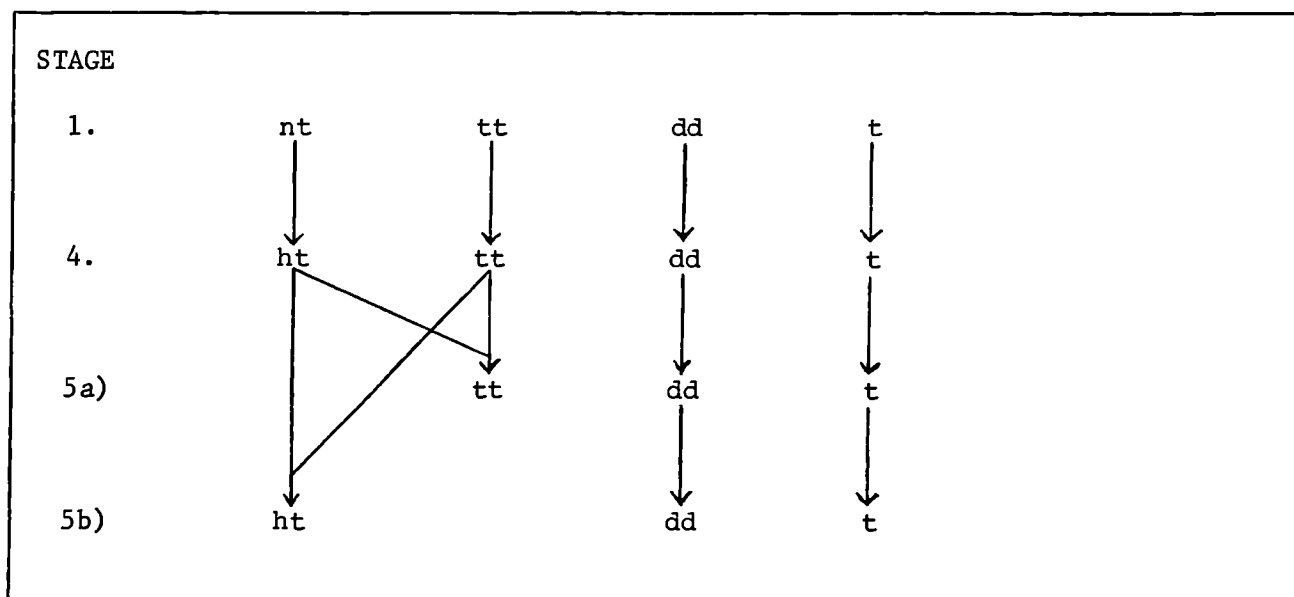 STAGE
1. nt tt dd t
4. ht tt dd t
5a) tt dd t
5b) ht dd t